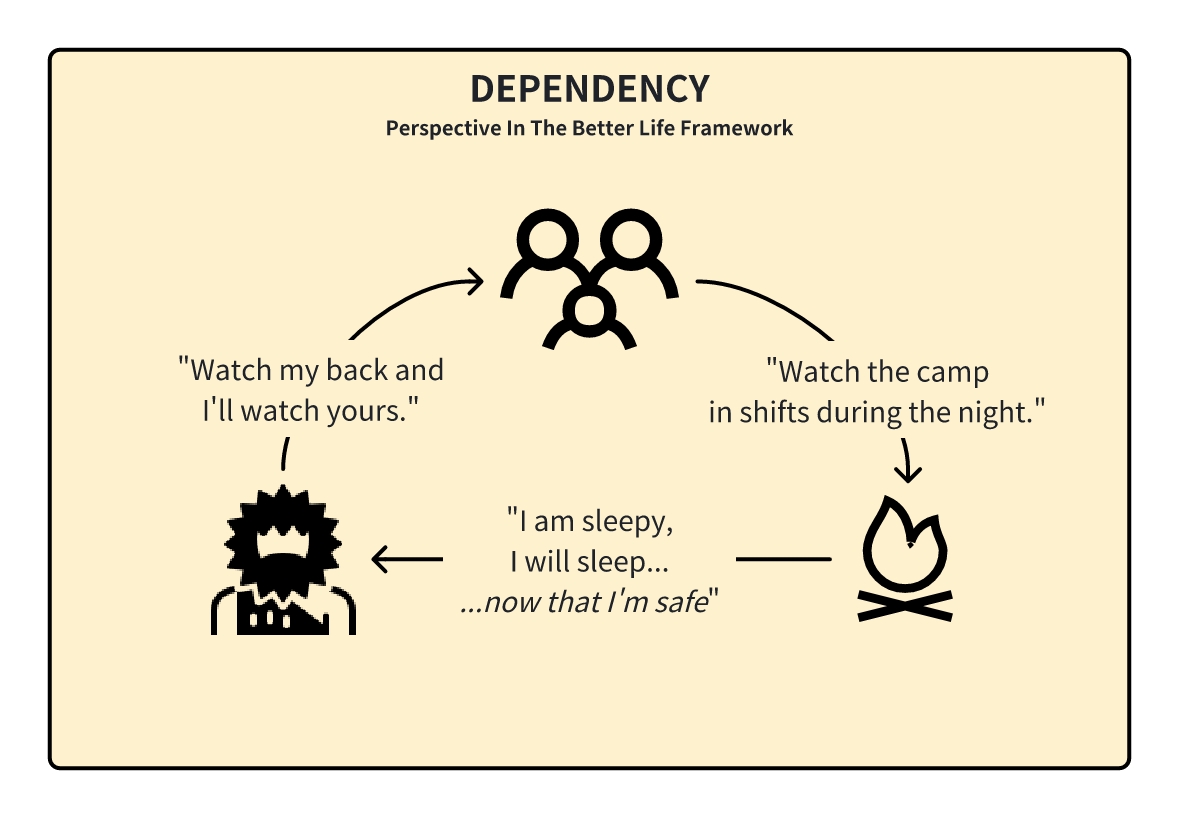 DEPENDENCY
Perspective In The Better Life Framework
"Watch my back and
I'll watch yours."
"Watch the camp
in shifts during the night."
"I am sleepy,
I will sleep...
...now that I'm safe"